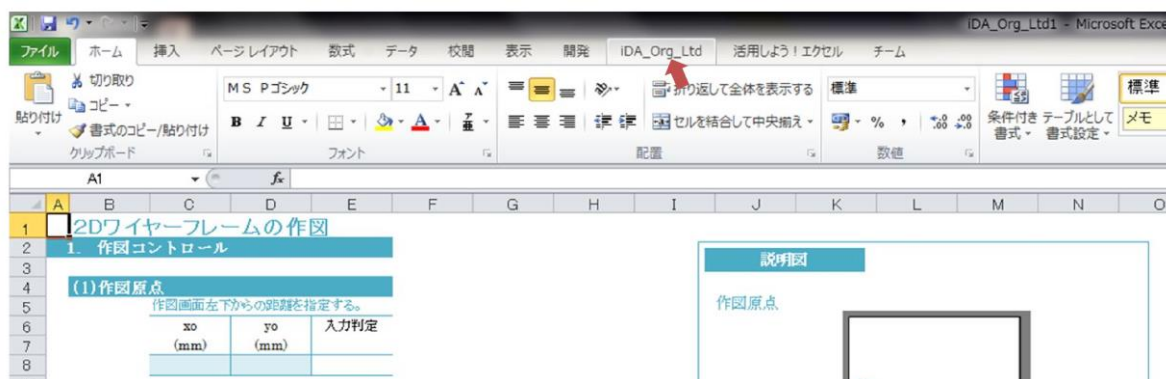 iDA_Org_Ltd1 - Microsoft Exce
ファイル ホーム 挿入 ページ レイアウト 数式 データ 校閲 表示 開発 iDA_Org_Ltd 活用しよう！エクセル チーム
貼り付け
切り取り
コピー
書式のコピー/貼り付け
クリップボード
MS Pゴシック 11 A A
B I U A
フォント
折り返して全体を表示する
セルを結合して中央揃え
配置
標準
% ,
数値
条件付き書式
テーブルとして書式設定
標準
メモ
A1 fx
A B C D E F G H I J K L M N O
1 2Dワイヤーフレームの作図
2 1. 作図コントロール
3
4 (1)作図原点
5 作図画面左下からの距離を指定する。
6 xo yo 入力判定
7 (mm) (mm)
8
説明図
作図原点